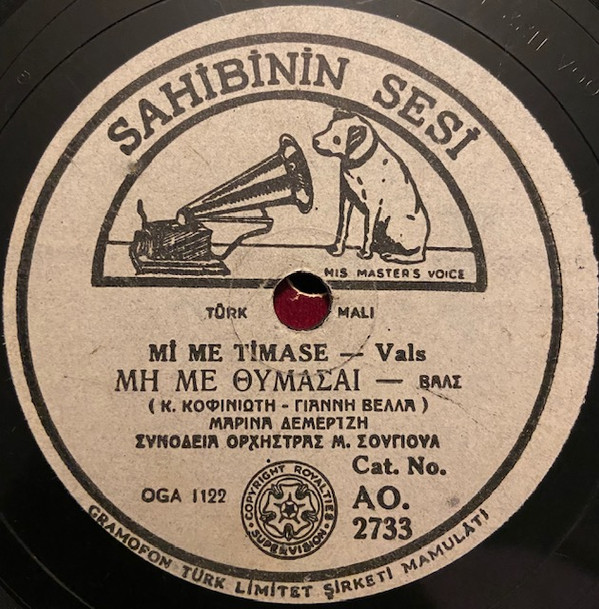 SAHİBİNİN SESİ
HIS MASTER'S VOICE
TÜRK MALI
Mİ ME TİMASE — Vals
ΜΗ ΜΕ ΘΥΜΑΣΑΙ — ΒΑΛΣ
( Κ. ΚΟΦΙΝΙΩΤΗ - ΓΙΑΝΝΗ ΒΕΛΛΑ )
ΜΑΡΙΝΑ ΔΕΜΕΡΤΖΗ
ΣΥΝΟΔΕΙΑ ΟΡΧΗΣΤΡΑΣ Μ. ΣΟΥΓΙΟΥΛ
Cat. No.
OGA 1122
AO.
2733
COPYRIGHT ROYALTIES
SUPERVISION
GRAMOFON TÜRK LİMİTET ŞİRKETİ MAMULÂTI